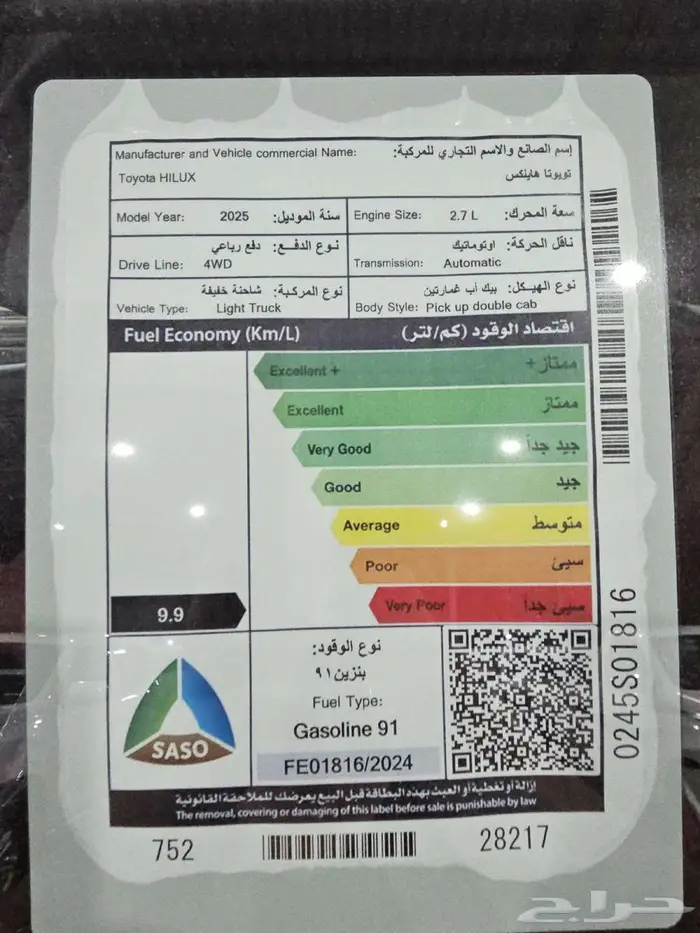 Manufacturer and Vehicle commercial Name: إسم الصانع والاسم التجاري للمركبة:
Toyota HILUX تويوتا هايلكس
Model Year: 2025 سنة الموديل: Engine Size: 2.7 L سعة المحرك:
نوع الدفع: دفع رباعي ناقل الحركة: اوتوماتيك
Drive Line: 4WD Transmission: Automatic
نوع المركبة: شاحنة خفيفة نوع الهيكل: بيك أب غمارتين
Vehicle Type: Light Truck Body Style: Pick up double cab
Fuel Economy (Km/L) اقتصاد الوقود (كم/لتر)
Excellent + ممتاز +
Excellent ممتاز
Very Good جيد جداً
Good جيد
Average متوسط
Poor سيئ
Very Poor سيئ جداً
9.9
نوع الوقود:
بنزين ٩١
Fuel Type:
Gasoline 91
FE01816/2024
SASO
إزالة أو تغطية أو العبث بهذه البطاقة قبل البيع يعرضك للملاحقة القانونية
The removal, covering or damaging of this label before sale is punishable by law
752 28217
0245S01816
حراج